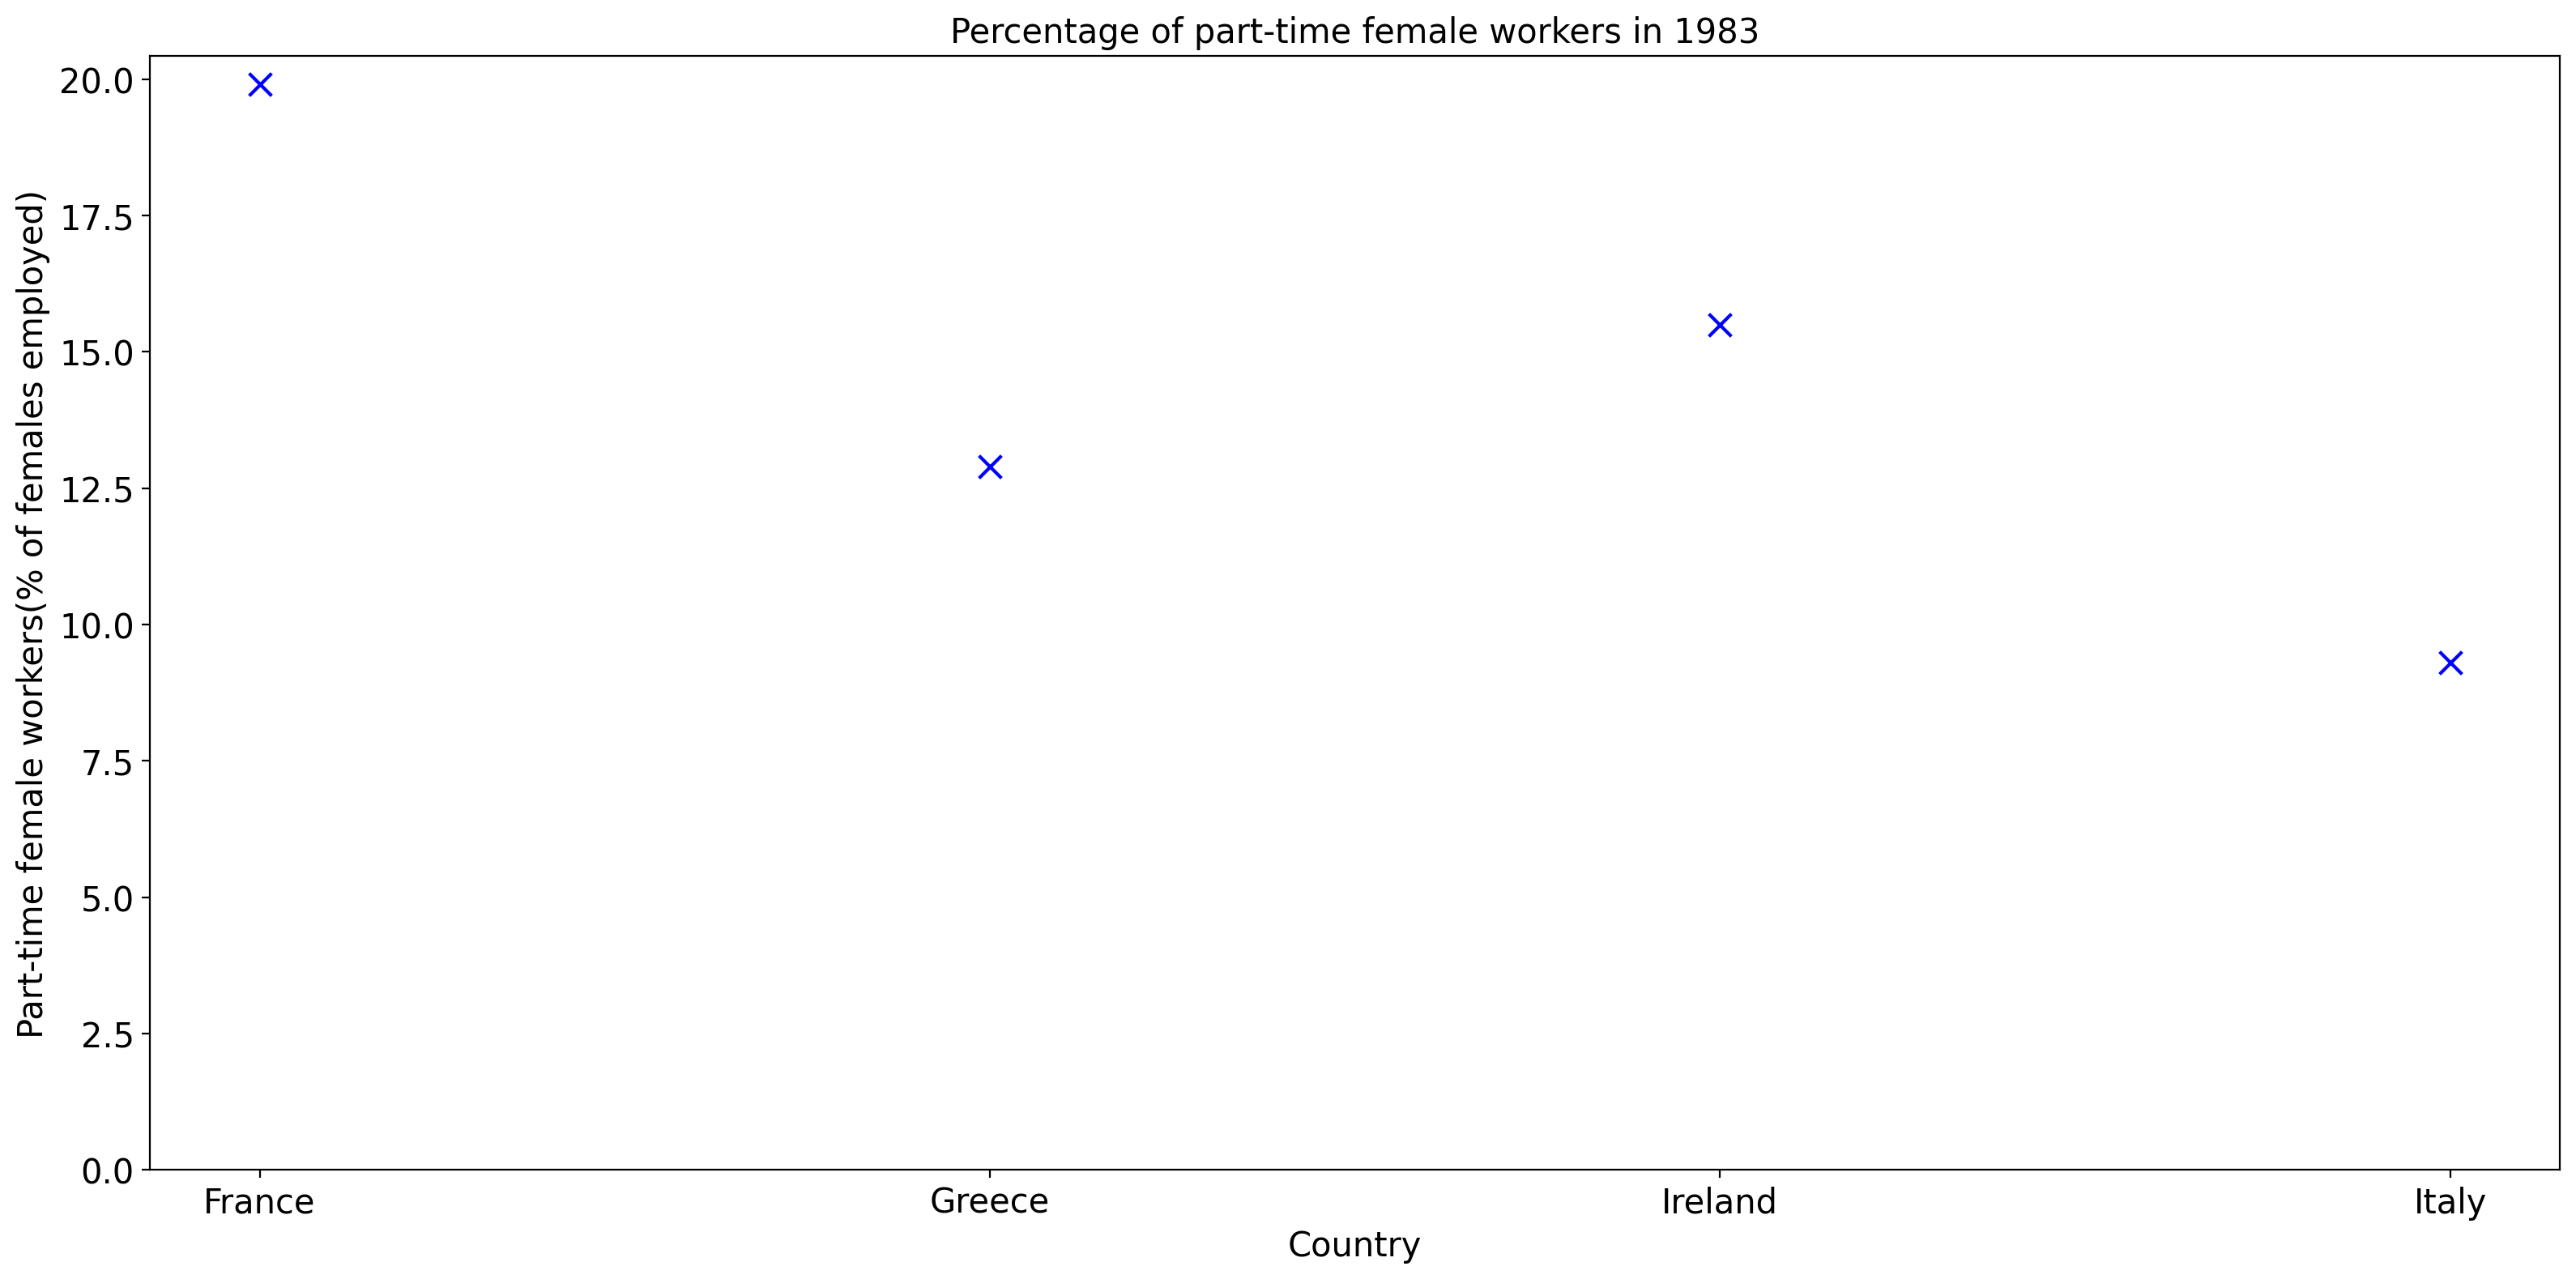 Percentage of part-time female workers in 1983
Part-time female workers(% of females employed)
20.0
17.5
15.0
12.5
10.0
7.5
5.0
2.5
0.0
France Greece Ireland Italy
Country